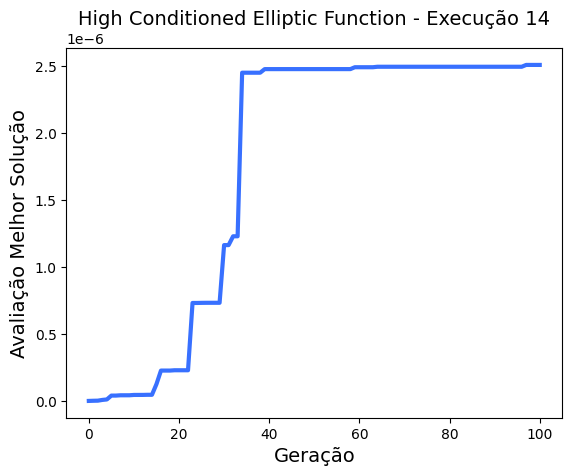 High Conditioned Elliptic Function - Execução 14
1e−6
Avaliação Melhor Solução
2.5
2.0
1.5
1.0
0.5
0.0
0 20 40 60 80 100
Geração